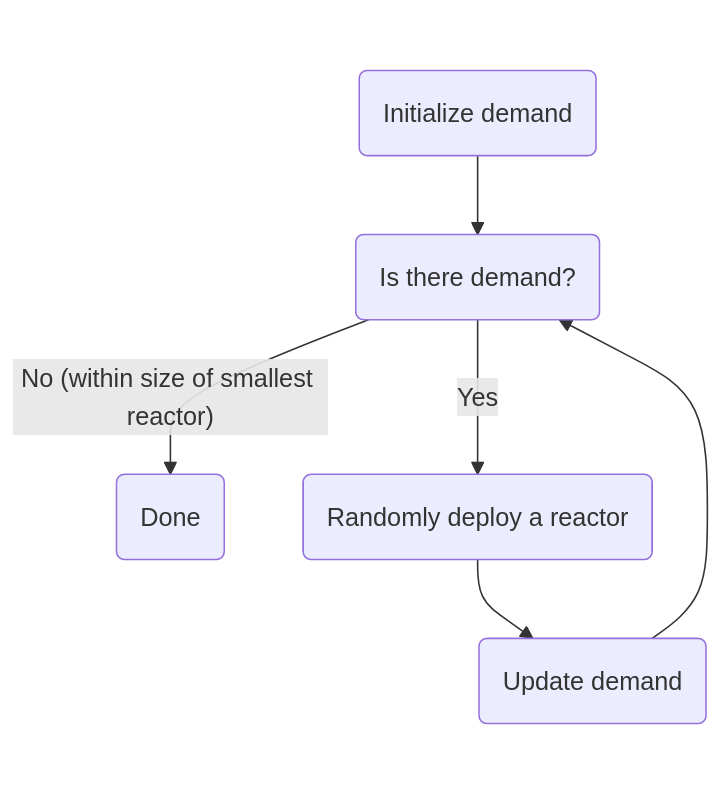 Initialize demand
Is there demand?
No (within size of smallest
reactor)
Yes
Done
Randomly deploy a reactor
Update demand